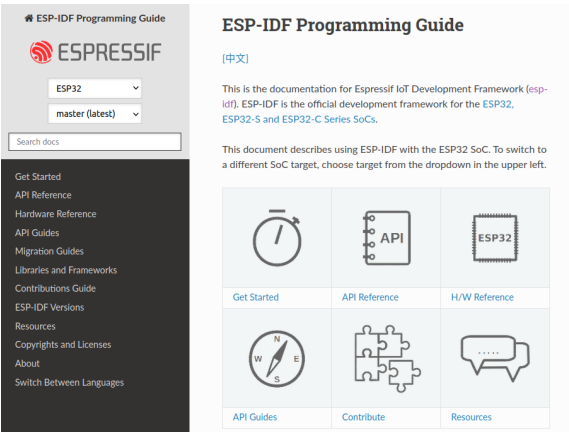 ESP-IDF Programming Guide
ESPRESSIF
ESP32
master (latest)
Search docs
Get Started
API Reference
Hardware Reference
API Guides
Migration Guides
Libraries and Frameworks
Contributions Guide
ESP-IDF Versions
Resources
Copyrights and Licenses
About
Switch Between Languages
ESP-IDF Programming Guide
[中文]
This is the documentation for Espressif IoT Development Framework (esp-
idf). ESP-IDF is the official development framework for the ESP32,
ESP32-S and ESP32-C Series SoCs.
This document describes using ESP-IDF with the ESP32 SoC. To switch to
a different SoC target, choose target from the dropdown in the upper left.
API
ESP32
Get Started
API Reference
H/W Reference
N
W
E
S
.....
API Guides
Contribute
Resources